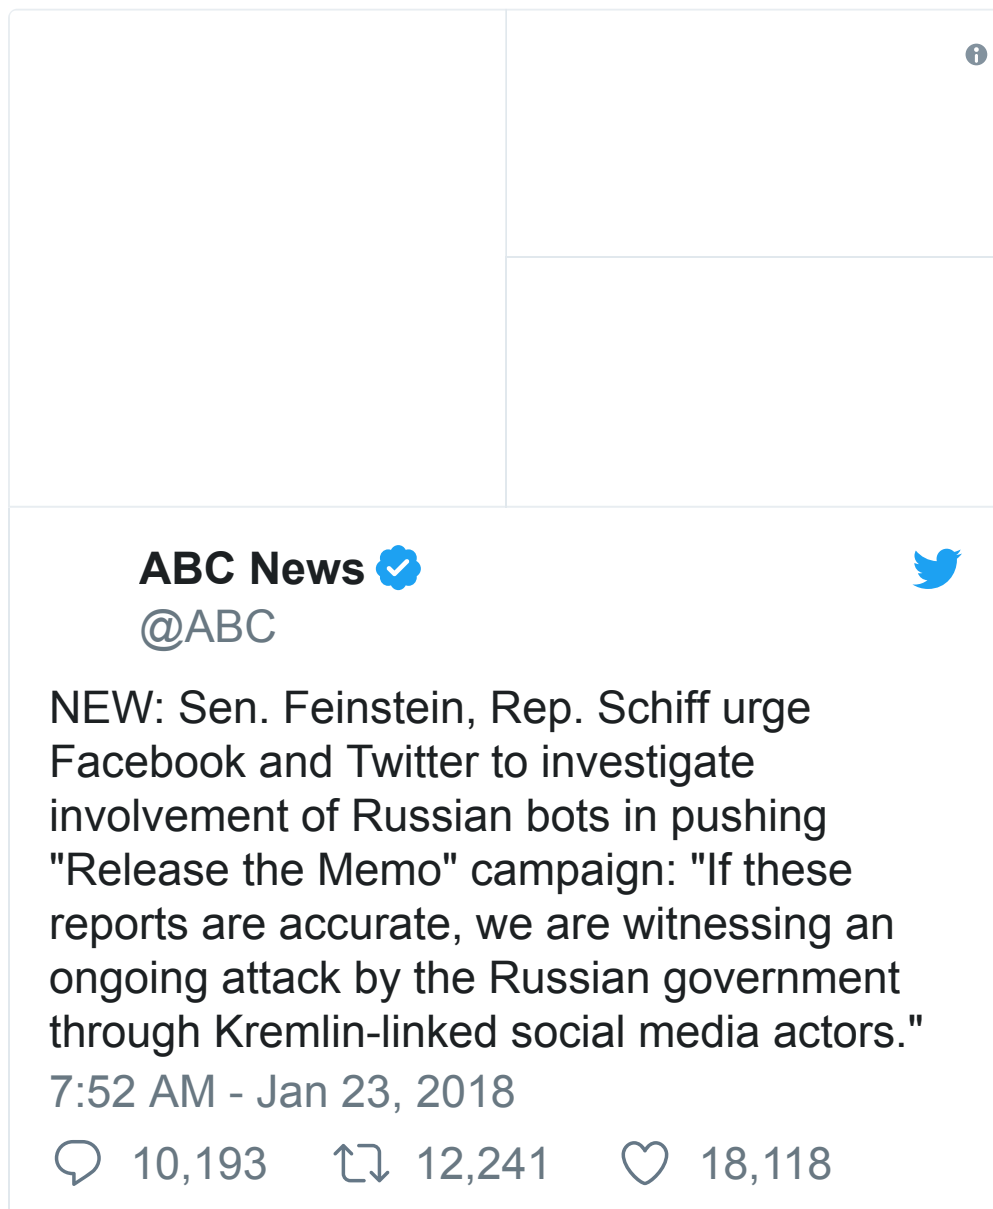 ABC News
@ABC
NEW: Sen. Feinstein, Rep. Schiff urge
Facebook and Twitter to investigate
involvement of Russian bots in pushing
"Release the Memo" campaign: "If these
reports are accurate, we are witnessing an
ongoing attack by the Russian government
through Kremlin-linked social media actors."
7:52 AM - Jan 23, 2018
10,193 12,241 18,118